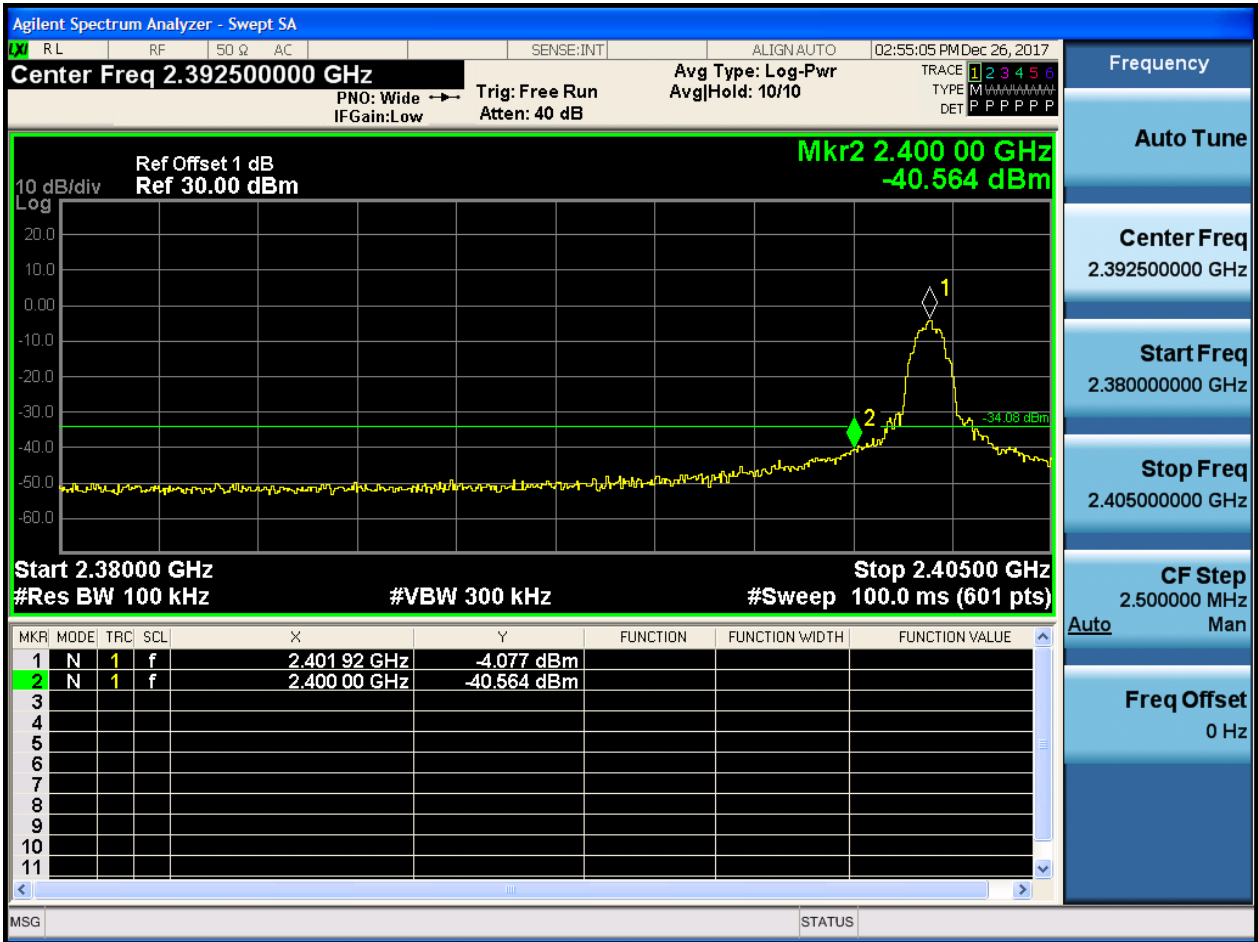 Agilent Spectrum Analyzer - Swept SA
LXI RL RF 50 Ω AC SENSE:INT ALIGN AUTO 02:55:05 PM Dec 26, 2017
Center Freq 2.392500000 GHz
PNO: Wide
IFGain:Low
Trig: Free Run
Atten: 40 dB
Avg Type: Log-Pwr
Avg|Hold: 10/10
TRACE 1 2 3 4 5 6
TYPE M WWWWW
DET P P P P P P
Ref Offset 1 dB
Ref 30.00 dBm
10 dB/div
Log
Mkr2 2.400 00 GHz
-40.564 dBm
20.0
10.0
0.00
-10.0
-20.0
-30.0
-40.0
-50.0
-60.0
1
2
-34.08 dBm
Start 2.38000 GHz Stop 2.40500 GHz
#Res BW 100 kHz #VBW 300 kHz #Sweep 100.0 ms (601 pts)
MKR MODE TRC SCL X Y FUNCTION FUNCTION WIDTH FUNCTION VALUE
1 N 1 f 2.401 92 GHz -4.077 dBm
2 N 1 f 2.400 00 GHz -40.564 dBm
3
4
5
6
7
8
9
10
11
MSG STATUS
Frequency
Auto Tune
Center Freq
2.392500000 GHz
Start Freq
2.380000000 GHz
Stop Freq
2.405000000 GHz
CF Step
2.500000 MHz
Auto Man
Freq Offset
0 Hz